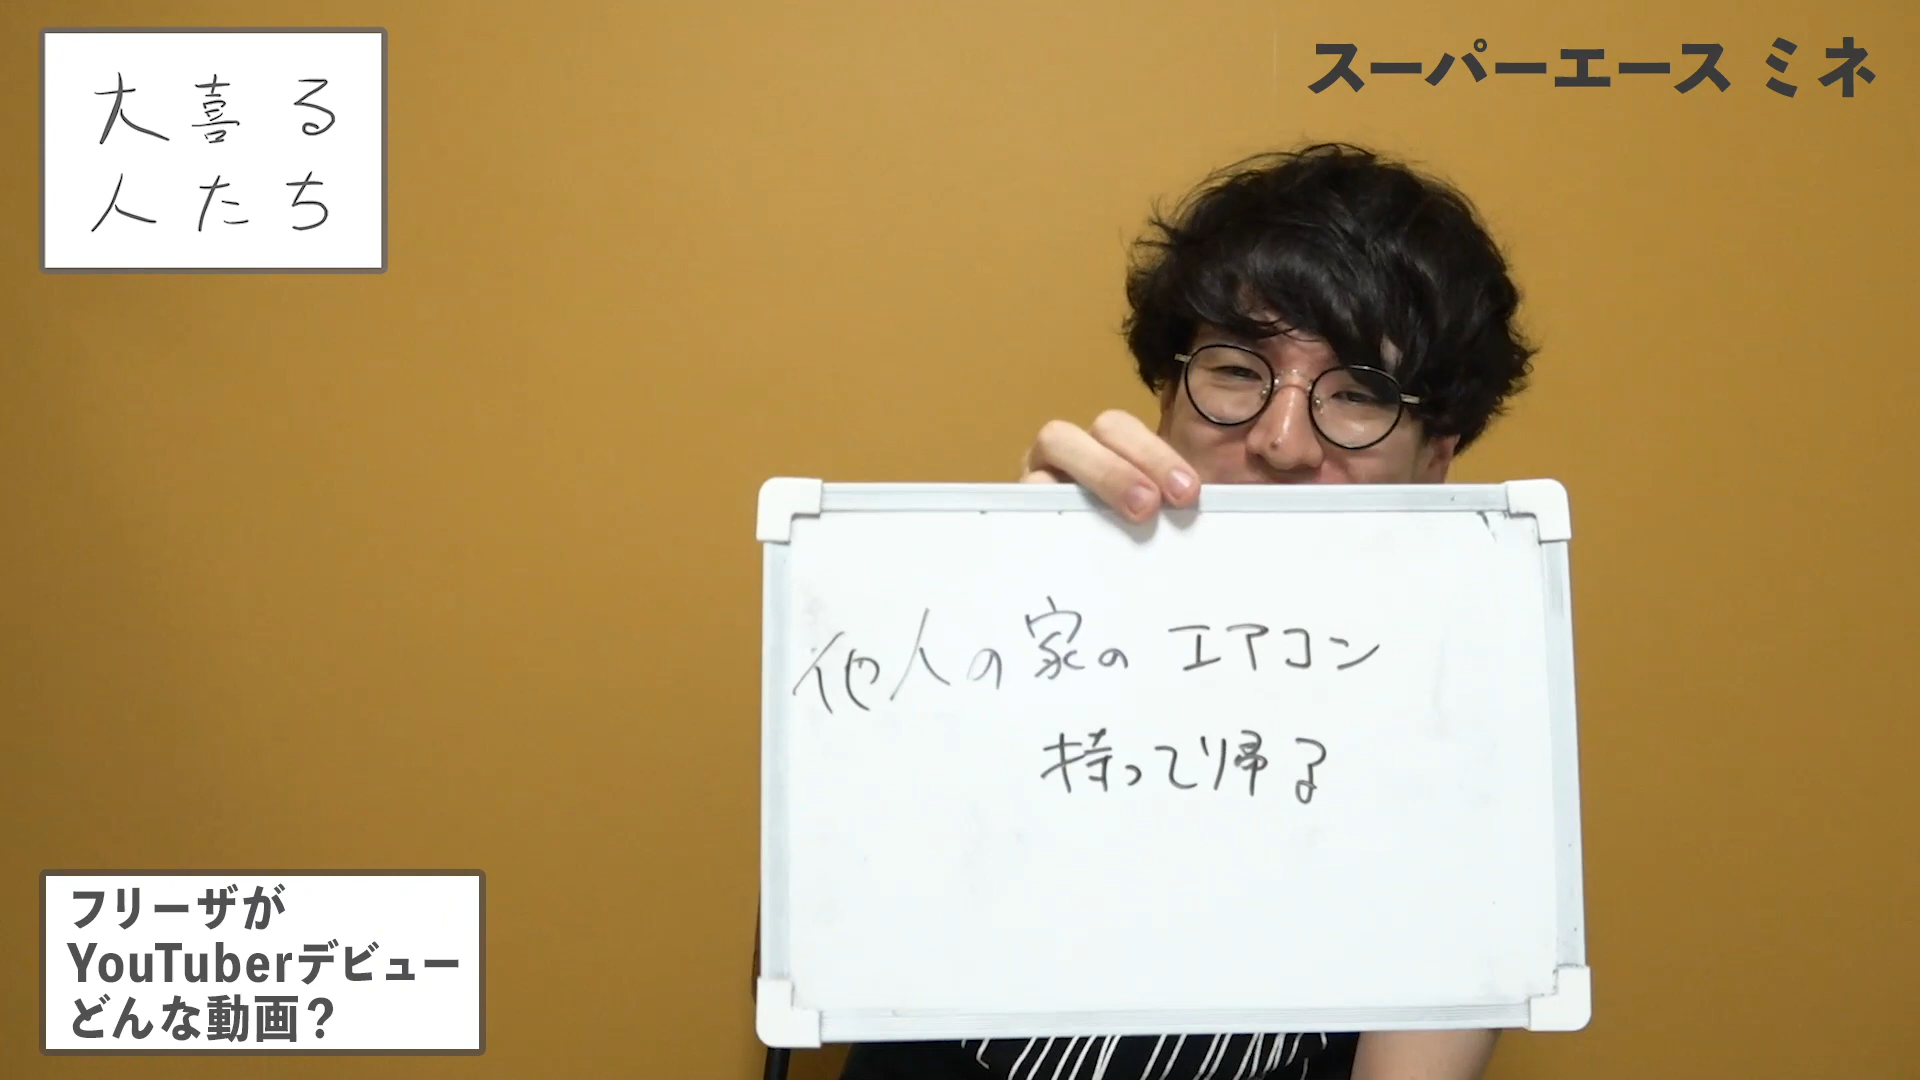 大喜る
人たち
スーパーエース ミネ
他人の家のエアコン
持って帰る
フリーザが
YouTuberデビュー
どんな動画？